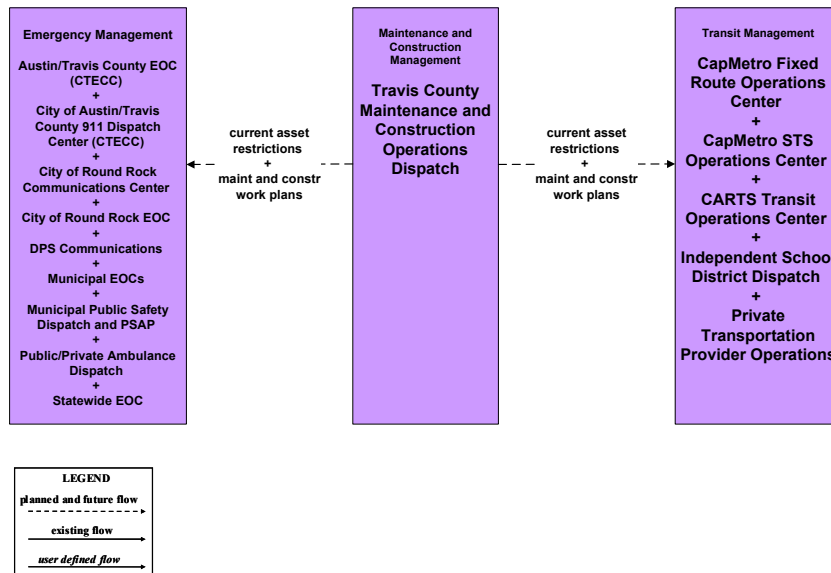 Emergency Management
Austin/Travis County EOC
(CTECC)
+
City of Austin/Travis
County 911 Dispatch
Center (CTECC)
+
City of Round Rock
Communications Center
+
City of Round Rock EOC
+
DPS Communications
+
Municipal EOCs
+
Municipal Public Safety
Dispatch and PSAP
+
Public/Private Ambulance
Dispatch
+
Statewide EOC
current asset
restrictions
+
maint and constr
work plans
Maintenance and
Construction
Management
Travis County
Maintenance and
Construction
Operations
Dispatch
current asset
restrictions
+
maint and constr
work plans
Transit Management
CapMetro Fixed
Route Operations
Center
+
CapMetro STS
Operations Center
+
CARTS Transit
Operations Center
+
Independent School
District Dispatch
+
Private
Transportation
Provider Operations
LEGEND
planned and future flow
existing flow
user defined flow